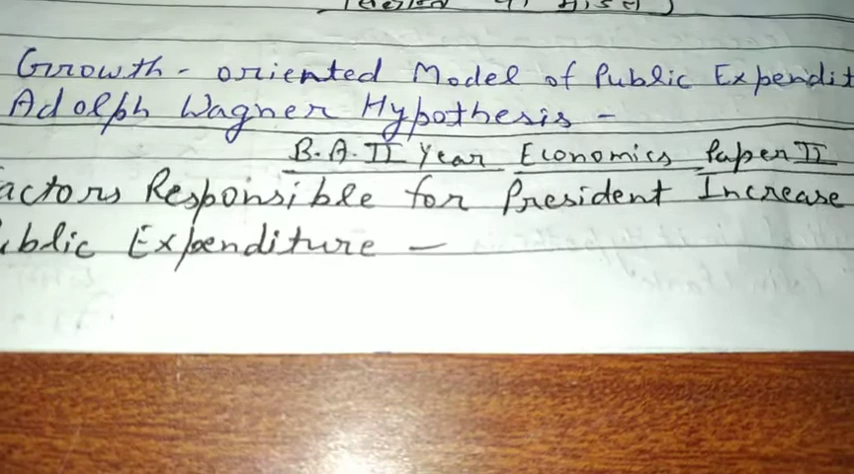 Growth - oriented Model of Public Expendit
Adolph Wagner Hypothesis -
B.A. II Year Economics Paper II
actors Responsible for President Increase
ublic Expenditure -